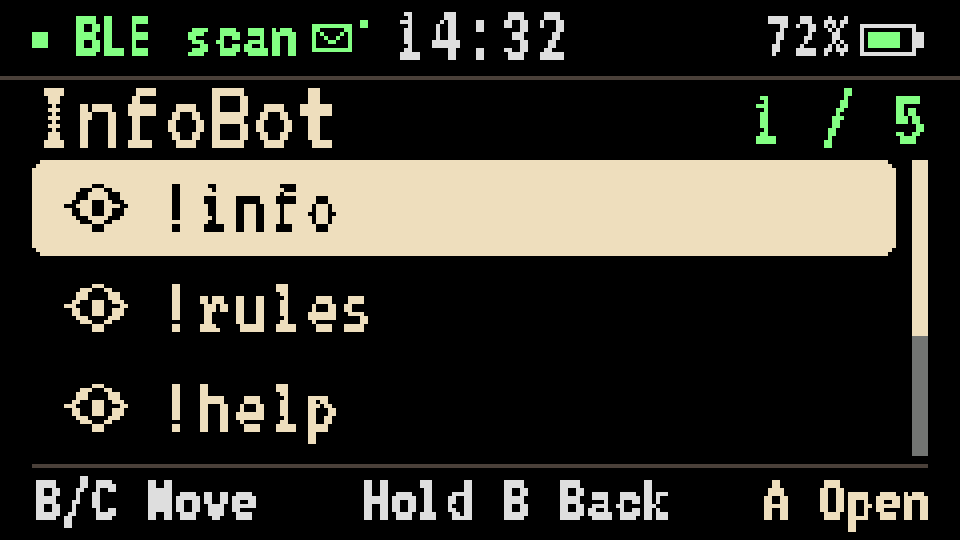 BLE scan 14:32 72%
InfoBot 1 / 5
!info
!rules
!help
B/C Move Hold B Back A Open